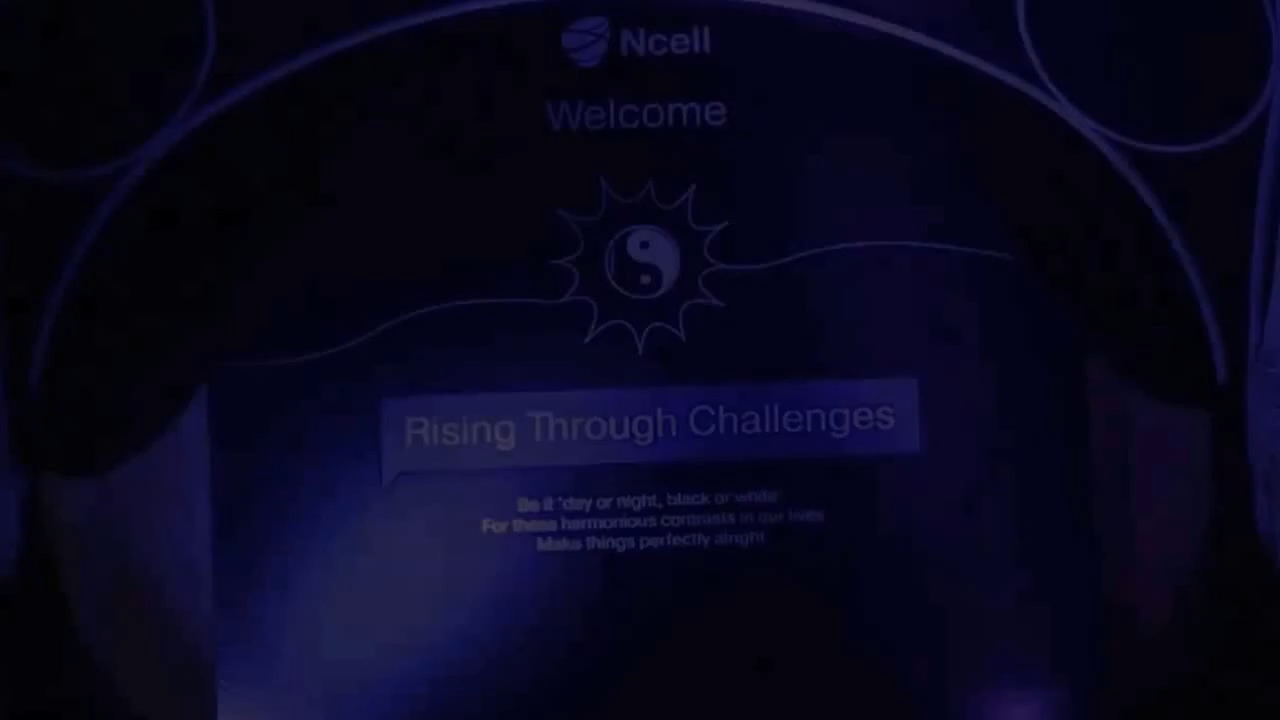 Ncell
Welcome
Rising Through Challenges
Be it 'day or night, black or white'
For these harmonious contrasts in our lives
Make things perfectly alright